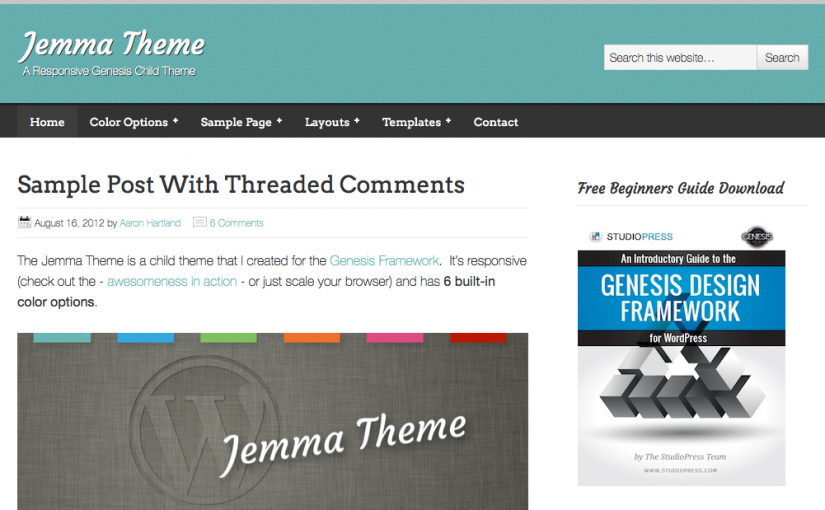 Jemma Theme
A Responsive Genesis Child Theme
Search this website…
Search
Home
Color Options +
Sample Page +
Layouts +
Templates +
Contact
Sample Post With Threaded Comments
August 16, 2012 by Aaron Hartland
6 Comments
The Jemma Theme is a child theme that I created for the Genesis Framework. It's responsive
(check out the - awesomeness in action - or just scale your browser) and has 6 built-in
color options.
Jemma Theme
Free Beginners Guide Download
STUDIOPRESS
GENESIS
An Introductory Guide to the
GENESIS DESIGN
FRAMEWORK
for WordPress
by The StudioPress Team
WWW.STUDIOPRESS.COM